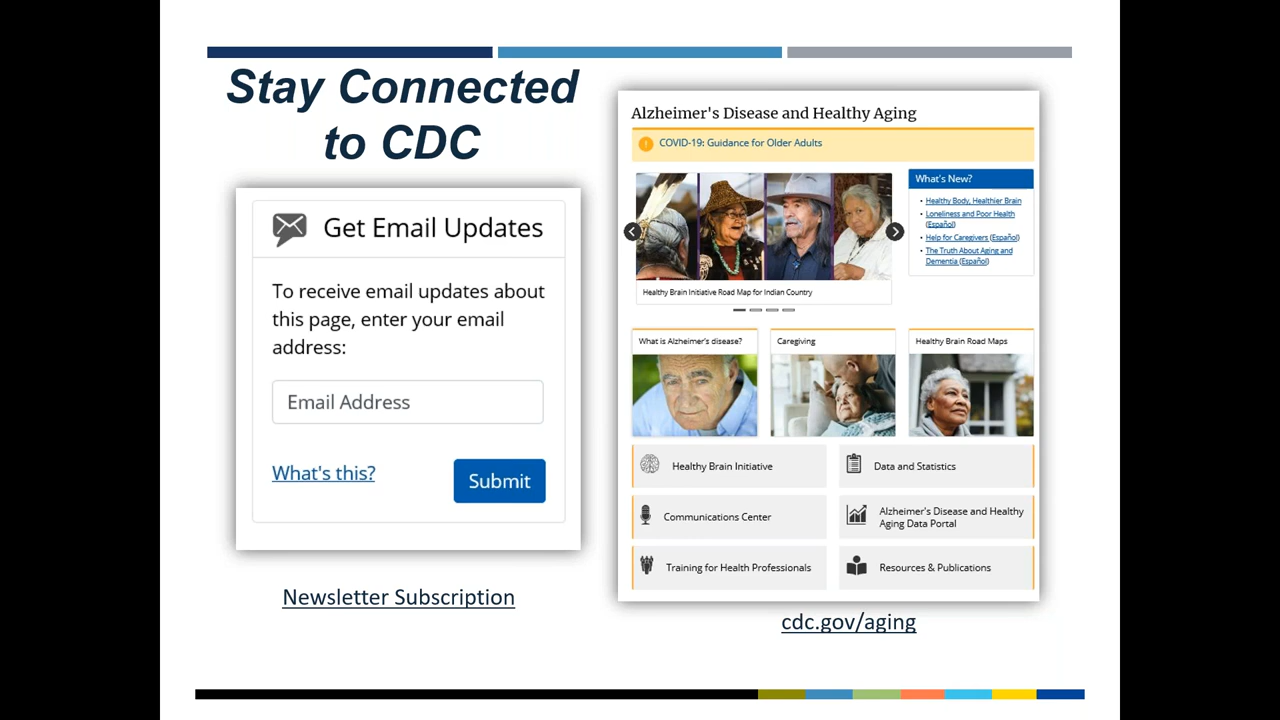 Stay Connected
to CDC
Get Email Updates
To receive email updates about
this page, enter your email
address:
Email Address
What's this?
Submit
Newsletter Subscription
Alzheimer's Disease and Healthy Aging
COVID-19: Guidance for Older Adults
What's New?
Healthy Body, Healthier Brain
Loneliness and Poor Health
(Español)
Help for Caregivers (Español)
The Truth About Aging and
Dementia (Español)
Healthy Brain Initiative Road Map for Indian Country
What is Alzheimer's disease?
Caregiving
Healthy Brain Road Maps
Healthy Brain Initiative
Data and Statistics
Communications Center
Alzheimer's Disease and Healthy
Aging Data Portal
Training for Health Professionals
Resources & Publications
cdc.gov/aging